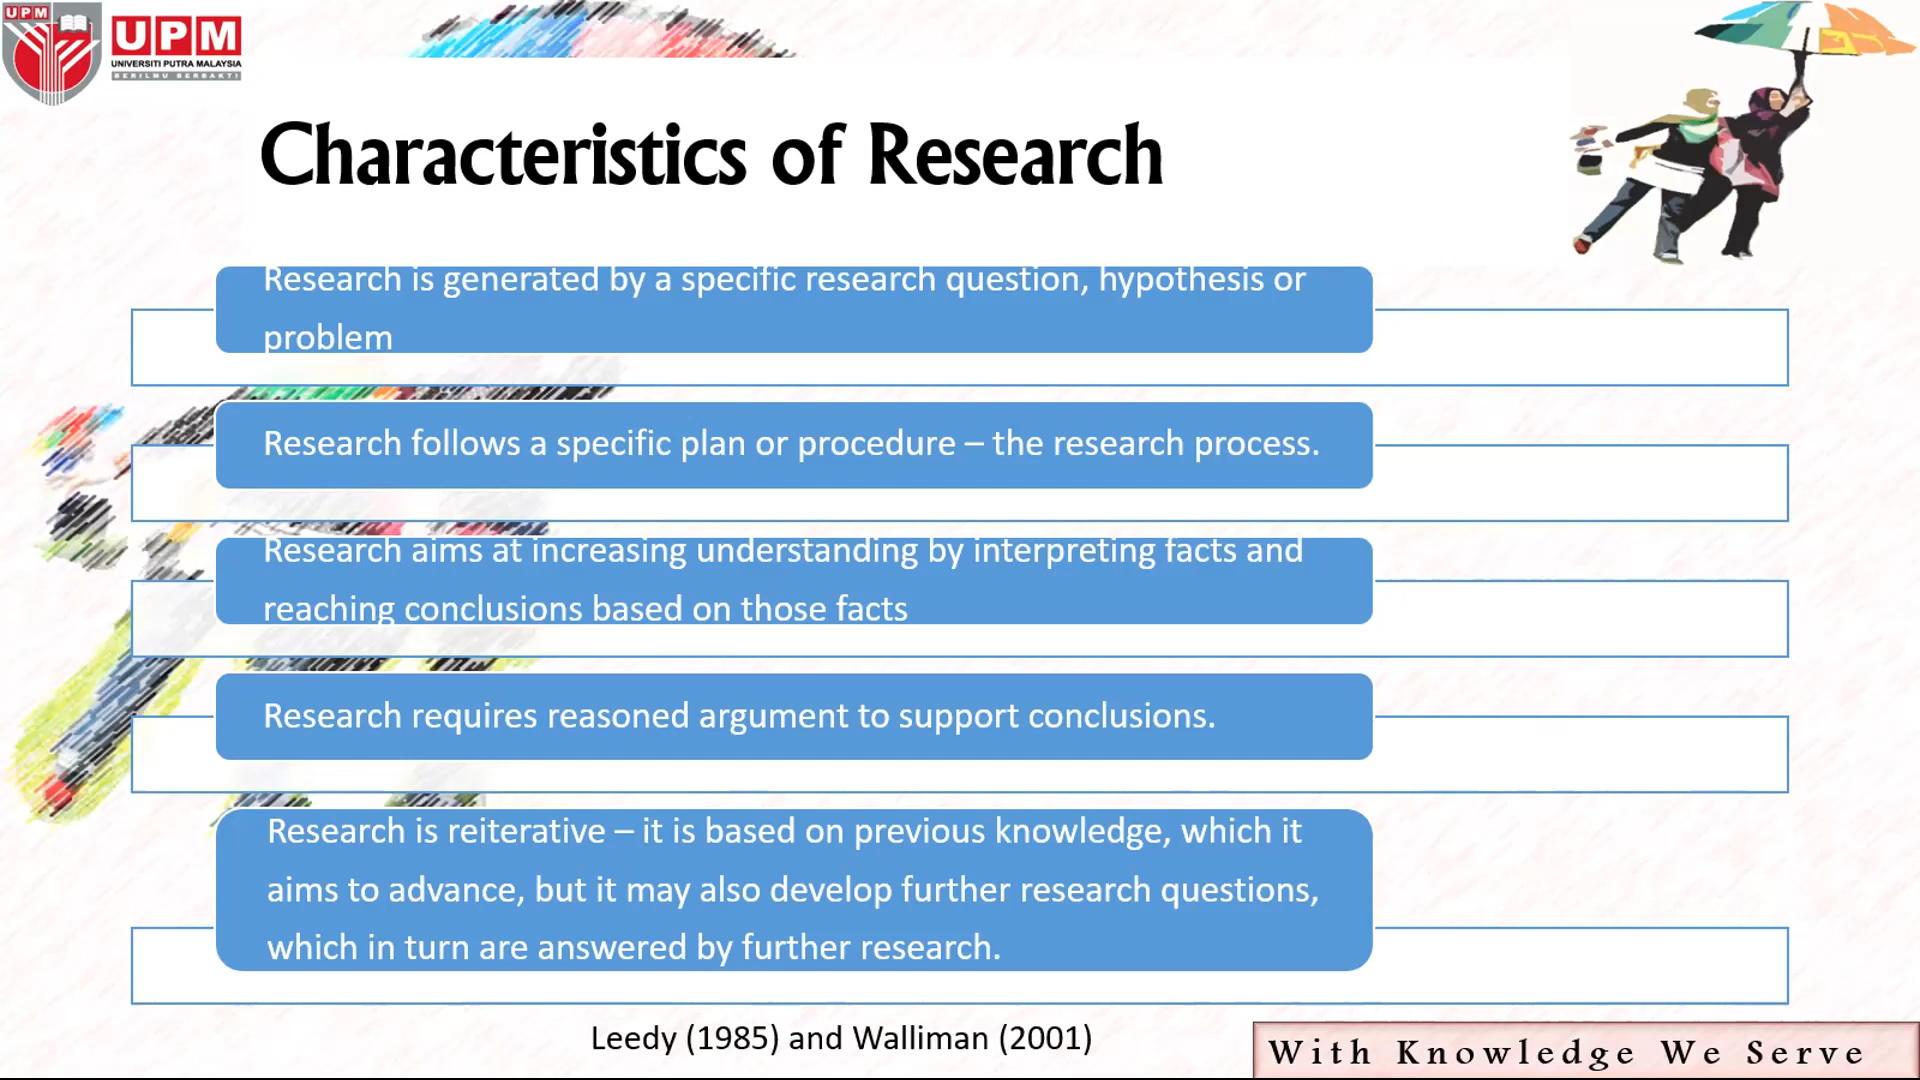 UPM
UPM
UNIVERSITI PUTRA MALAYSIA
BERILMU BERBAKTI
Characteristics of Research
Research is generated by a specific research question, hypothesis or
problem
Research follows a specific plan or procedure – the research process.
Research aims at increasing understanding by interpreting facts and
reaching conclusions based on those facts
Research requires reasoned argument to support conclusions.
Research is reiterative – it is based on previous knowledge, which it
aims to advance, but it may also develop further research questions,
which in turn are answered by further research.
Leedy (1985) and Walliman (2001)
With Knowledge We Serve